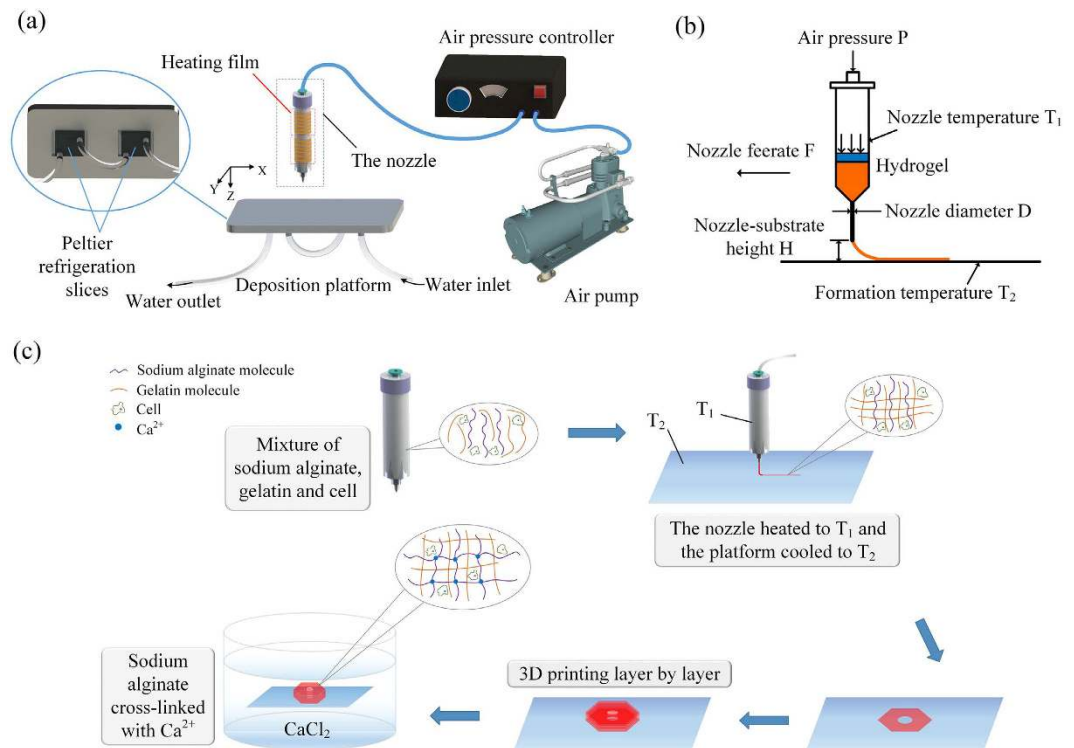 (a)
Air pressure controller
Heating film
The nozzle
X
Y
Z
Peltier
refrigeration
slices
Water outlet
Deposition platform
Water inlet
Air pump
(b)
Air pressure P
Nozzle temperature T₁
Nozzle feerate F
Hydrogel
Nozzle diameter D
Nozzle-substrate
height H
Formation temperature T₂
(c)
Sodium alginate molecule
Gelatin molecule
Cell
Ca²⁺
Mixture of
sodium alginate,
gelatin and cell
T₁
T₂
The nozzle heated to T₁ and
the platform cooled to T₂
3D printing layer by layer
Sodium
alginate
cross-linked
with Ca²⁺
CaCl₂